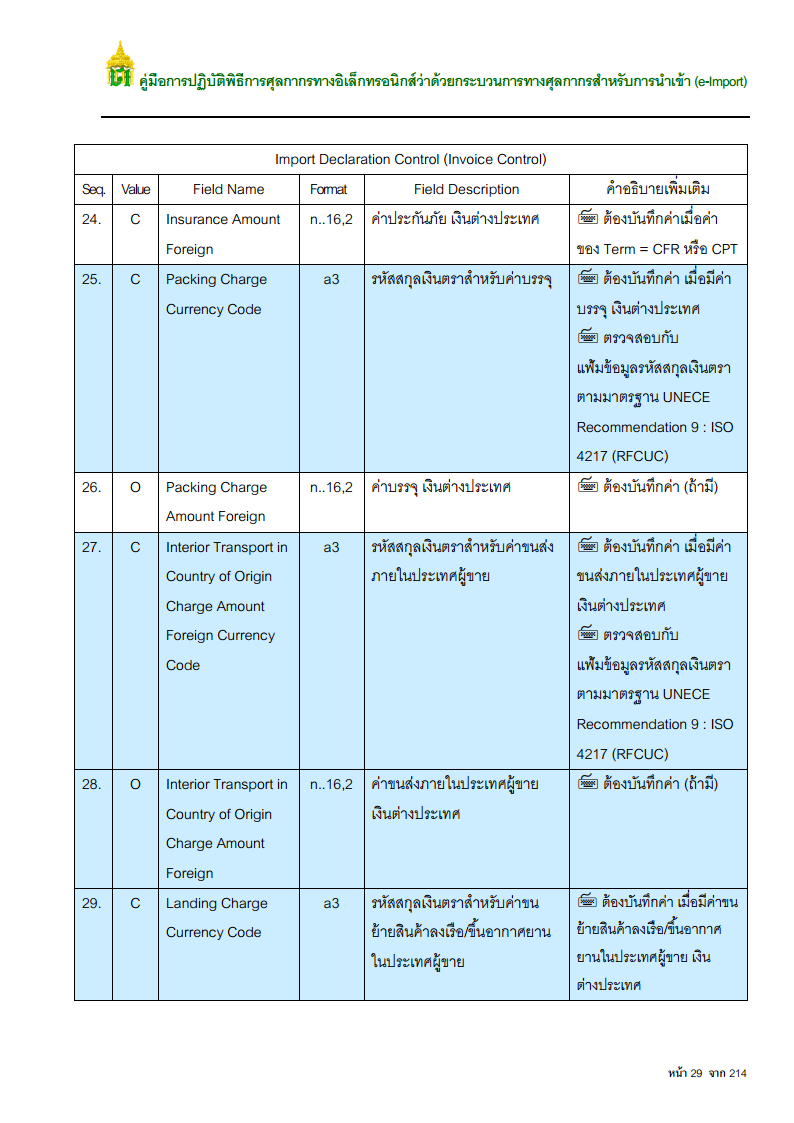 คู่มือการปฏิบัติพิธีการศุลกากรทางอิเล็กทรอนิกส์ว่าด้วยกระบวนการทางศุลกากรสำหรับการนำเข้า (e-Import)
Import Declaration Control (Invoice Control)
Seq. Value Field Name Format Field Description คำอธิบายเพิ่มเติม
24. C Insurance Amount n..16,2 ค่าประกันภัย เงินต่างประเทศ ต้องบันทึกค่าเมื่อค่า
Foreign ของ Term = CFR หรือ CPT
25. C Packing Charge a3 รหัสสกุลเงินตราสำหรับค่าบรรจุ ต้องบันทึกค่า เมื่อมีค่า
Currency Code บรรจุ เงินต่างประเทศ
ตรวจสอบกับ
แฟ้มข้อมูลรหัสสกุลเงินตรา
ตามมาตรฐาน UNECE
Recommendation 9 : ISO
4217 (RFCUC)
26. O Packing Charge n..16,2 ค่าบรรจุ เงินต่างประเทศ ต้องบันทึกค่า (ถ้ามี)
Amount Foreign
27. C Interior Transport in a3 รหัสสกุลเงินตราสำหรับค่าขนส่ง ต้องบันทึกค่า เมื่อมีค่า
Country of Origin ภายในประเทศผู้ขาย ขนส่งภายในประเทศผู้ขาย
Charge Amount เงินต่างประเทศ
Foreign Currency ตรวจสอบกับ
Code แฟ้มข้อมูลรหัสสกุลเงินตรา
ตามมาตรฐาน UNECE
Recommendation 9 : ISO
4217 (RFCUC)
28. O Interior Transport in n..16,2 ค่าขนส่งภายในประเทศผู้ขาย ต้องบันทึกค่า (ถ้ามี)
Country of Origin เงินต่างประเทศ
Charge Amount
Foreign
29. C Landing Charge a3 รหัสสกุลเงินตราสำหรับค่าขน ต้องบันทึกค่า เมื่อมีค่าขน
Currency Code ย้ายสินค้าลงเรือ/ขึ้นอากาศยาน ย้ายสินค้าลงเรือ/ขึ้นอากาศ
ในประเทศผู้ขาย ยานในประเทศผู้ขาย เงิน
ต่างประเทศ
หน้า 29 จาก 214